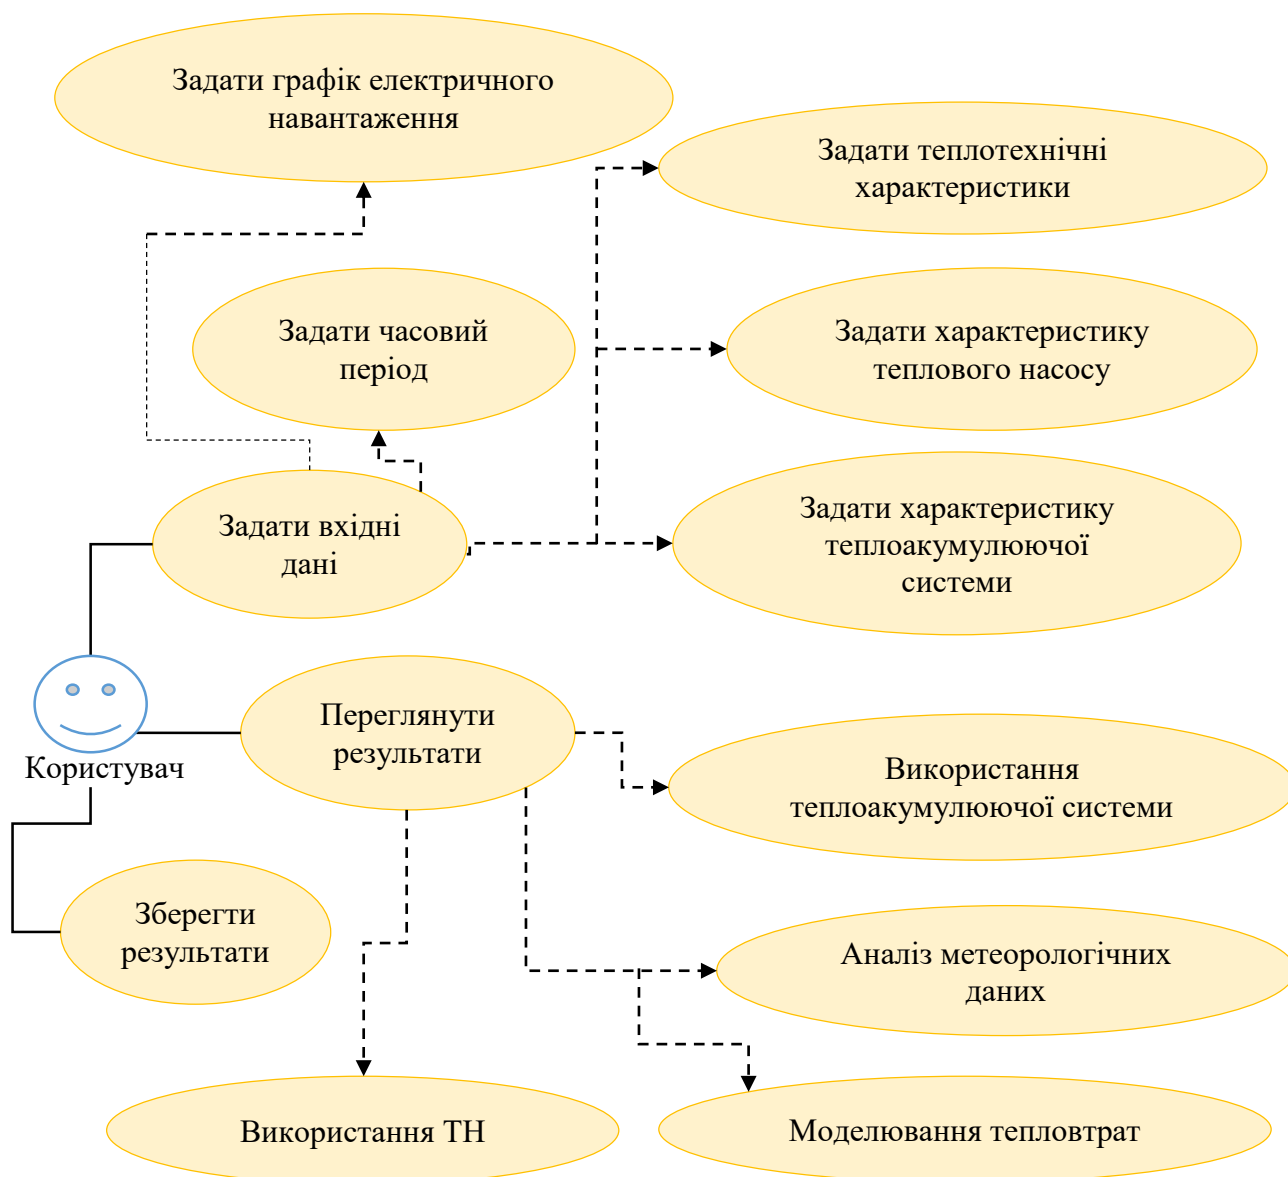 Задати графік електричного
навантаження
Задати теплотехнічні
характеристики
Задати часовий
період
Задати характеристику
теплового насосу
Задати вхідні
дані
Задати характеристику
теплоакумулюючої
системи
Користувач
Переглянути
результати
Використання
теплоакумулюючої системи
Зберегти
результати
Аналіз метеорологічних
даних
Використання ТН
Моделювання тепловтрат